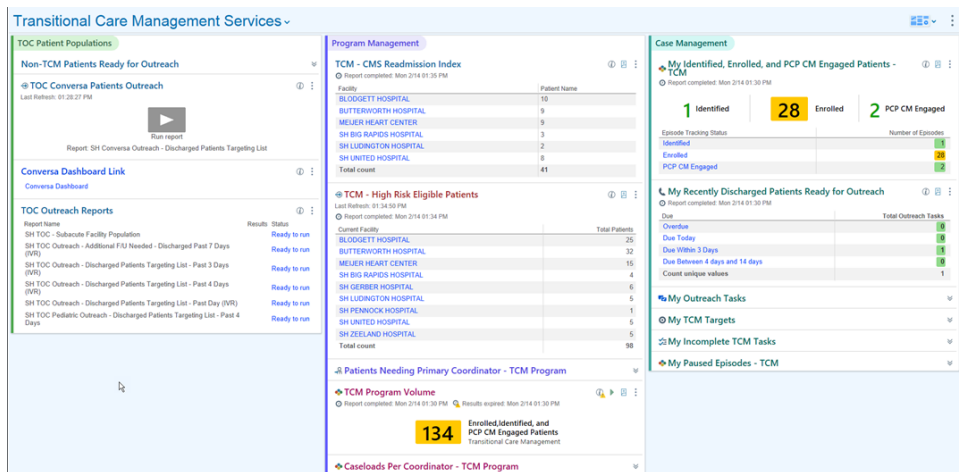 Transitional Care Management Services
TOC Patient Populations
Non-TCM Patients Ready for Outreach
TOC Conversa Patients Outreach
Last Refresh: 01:28:27 PM
Run report
Report: SH Conversa Outreach - Discharged Patients Targeting List
Conversa Dashboard Link
Conversa Dashboard
TOC Outreach Reports
Report Name Results Status
SH TOC - Subacute Facility Population Ready to run
SH TOC Outreach - Additional F/U Needed - Discharged Past 7 Days Ready to run
(IVR)
SH TOC Outreach - Discharged Patients Targeting List - Past 3 Days Ready to run
(IVR)
SH TOC Outreach - Discharged Patients Targeting List - Past 4 Days Ready to run
(IVR)
SH TOC Outreach - Discharged Patients Targeting List - Past Day (IVR) Ready to run
SH TOC Pediatric Outreach - Discharged Patients Targeting List - Past 4 Ready to run
Days
Program Management
TCM - CMS Readmission Index
Report completed: Mon 2/14 01:35 PM
Facility Patient Name
BLODGETT HOSPITAL 10
BUTTERWORTH HOSPITAL 9
MEIJER HEART CENTER 9
SH BIG RAPIDS HOSPITAL 3
SH LUDINGTON HOSPITAL 2
SH UNITED HOSPITAL 8
Total count 41
TCM - High Risk Eligible Patients
Last Refresh: 01:34:50 PM
Report completed: Mon 2/14 01:34 PM
Current Facility Total Patients
BLODGETT HOSPITAL 25
BUTTERWORTH HOSPITAL 32
MEIJER HEART CENTER 15
SH BIG RAPIDS HOSPITAL 4
SH GERBER HOSPITAL 6
SH LUDINGTON HOSPITAL 5
SH PENNOCK HOSPITAL 1
SH UNITED HOSPITAL 5
SH ZEELAND HOSPITAL 5
Total count 98
Patients Needing Primary Coordinator - TCM Program
TCM Program Volume
Report completed: Mon 2/14 01:30 PM Results expired: Mon 2/14 01:30 PM
134
Enrolled,Identified, and
PCP CM Engaged Patients
Transitional Care Management
Caseloads Per Coordinator - TCM Program
Case Management
My Identified, Enrolled, and PCP CM Engaged Patients -
TCM
Report completed: Mon 2/14 01:30 PM
1 Identified 28 Enrolled 2 PCP CM Engaged
Episode Tracking Status Number of Episodes
Identified 1
Enrolled 28
PCP CM Engaged 2
My Recently Discharged Patients Ready for Outreach
Report completed: Mon 2/14 01:30 PM
Due Total Outreach Tasks
Overdue 0
Due Today 0
Due Within 3 Days 1
Due Between 4 days and 14 days 0
Count unique values 1
My Outreach Tasks
My TCM Targets
My Incomplete TCM Tasks
My Paused Episodes - TCM